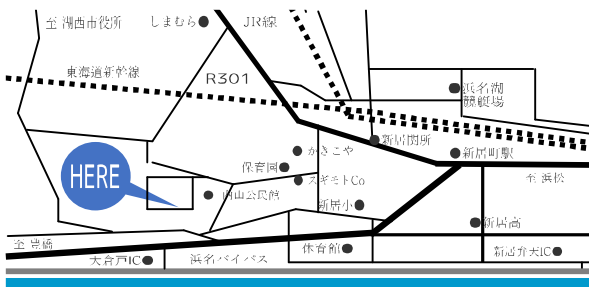 至 湖西市役所
しまむら
JR線
東海道新幹線
R301
浜名湖
競艇場
かきこや
新居関所
新居町駅
保育園
HERE
スギモトCo
至 浜松
内山公民館
新居小
新居高
至 豊橋
体育館
新居弁天IC
大倉戸IC
浜名バイパス